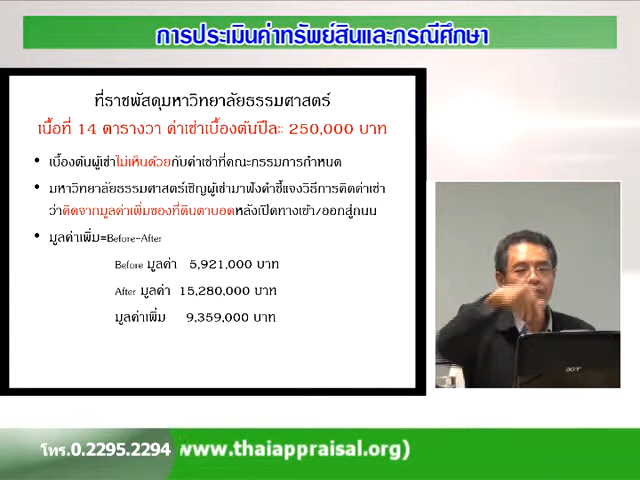 การประเมินค่าทรัพย์สินและกรณีศึกษา
ที่ราชพัสดุมหาวิทยาลัยธรรมศาสตร์
เนื้อที่ 14 ตารางวา ค่าเช่าเบื้องต้นปีละ 250,000 บาท
• เบื้องต้นผู้เช่าไม่เห็นด้วยกับค่าเช่าที่คณะกรรมการกำหนด
• มหาวิทยาลัยธรรมศาสตร์เชิญผู้เช่ามาฟังคำชี้แจงวิธีการคิดค่าเช่า
ว่าคิดจากมูลค่าเพิ่มของที่ดินตาบอดหลังเปิดทางเข้า/ออกสู่ถนน
• มูลค่าเพิ่ม=Before-After
Before มูลค่า 5,921,000 บาท
After มูลค่า 15,280,000 บาท
มูลค่าเพิ่ม 9,359,000 บาท
acer
โทร.0.2295.2294
www.thaiappraisal.org)